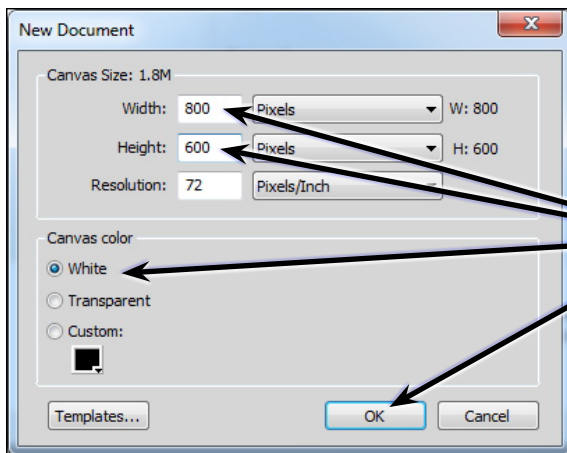 New Document
Canvas Size: 1.8M
Width: 800 Pixels W: 800
Height: 600 Pixels H: 600
Resolution: 72 Pixels/Inch
Canvas color
White
Transparent
Custom:
Templates... OK Cancel